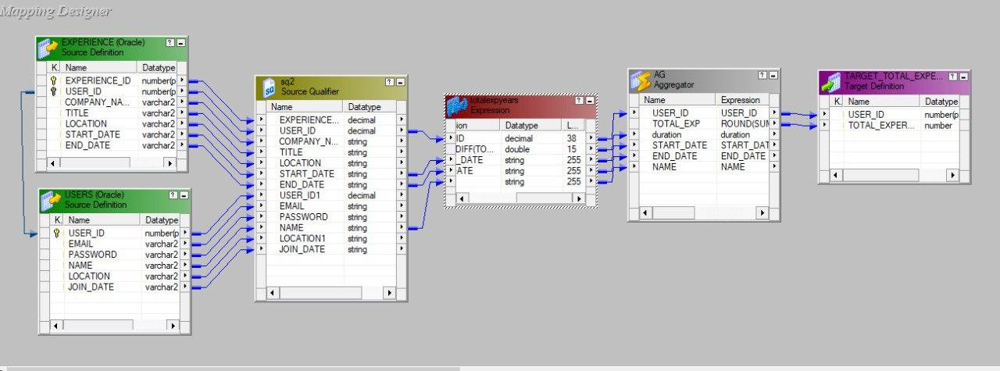 Mapping Designer
EXPERIENCE (Oracle)
Source Definition
K. Name Datatype
EXPERIENCE_ID number(p
USER_ID number(p
COMPANY_NA... varchar2
TITLE varchar2
LOCATION varchar2
START_DATE varchar2
END_DATE varchar2
USERS (Oracle)
Source Definition
K. Name Datatype
USER_ID number(p
EMAIL varchar2
PASSWORD varchar2
NAME varchar2
LOCATION varchar2
JOIN_DATE varchar2
sq2
Source Qualifier
Name Datatype
EXPERIENCE... decimal
USER_ID decimal
COMPANY_N... string
TITLE string
LOCATION string
START_DATE string
END_DATE string
USER_ID1 decimal
EMAIL string
PASSWORD string
NAME string
LOCATION1 string
JOIN_DATE string
totalexpyears
Expression
ion Datatype L...
ID decimal 38
DIFF(TO... double 15
_DATE string 255
ATE string 255
string 255
AG
Aggregator
Name Expression
USER_ID USER_ID
TOTAL_EXP ROUND(SUM
duration duration
START_DATE START_DAT
END_DATE END_DATE
NAME NAME
TARGET_TOTAL_EXPE...
Target Definition
K. Name Datatype
USER_ID number(p
TOTAL_EXPER... number